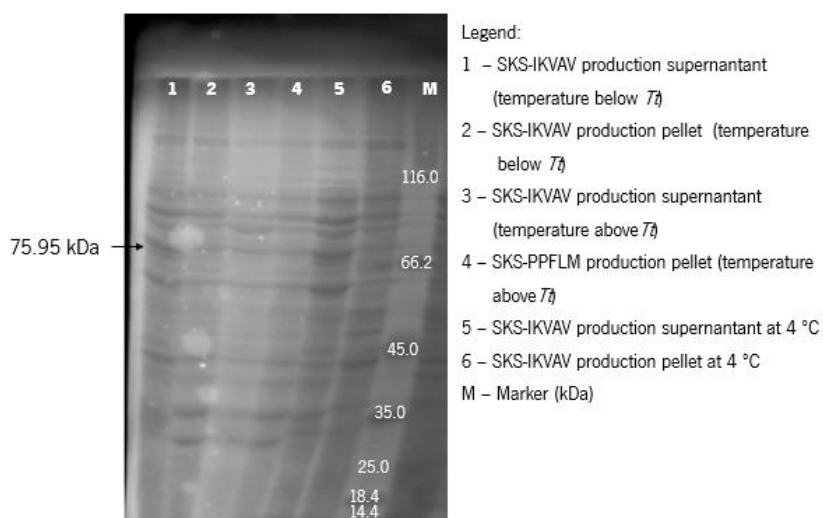 1 2 3 4 5 6 M
116.0
75.95 kDa
66.2
45.0
35.0
25.0
18.4
14.4
Legend:
1 – SKS-IKVAV production supernantant
(temperature below Tt)
2 – SKS-IKVAV production pellet (temperature
below Tt)
3 – SKS-IKVAV production supernantant
(temperature above Tt)
4 – SKS-PPFLM production pellet (temperature
above Tt)
5 – SKS-IKVAV production supernatant at 4 °C
6 – SKS-IKVAV production pellet at 4 °C
M – Marker (kDa)